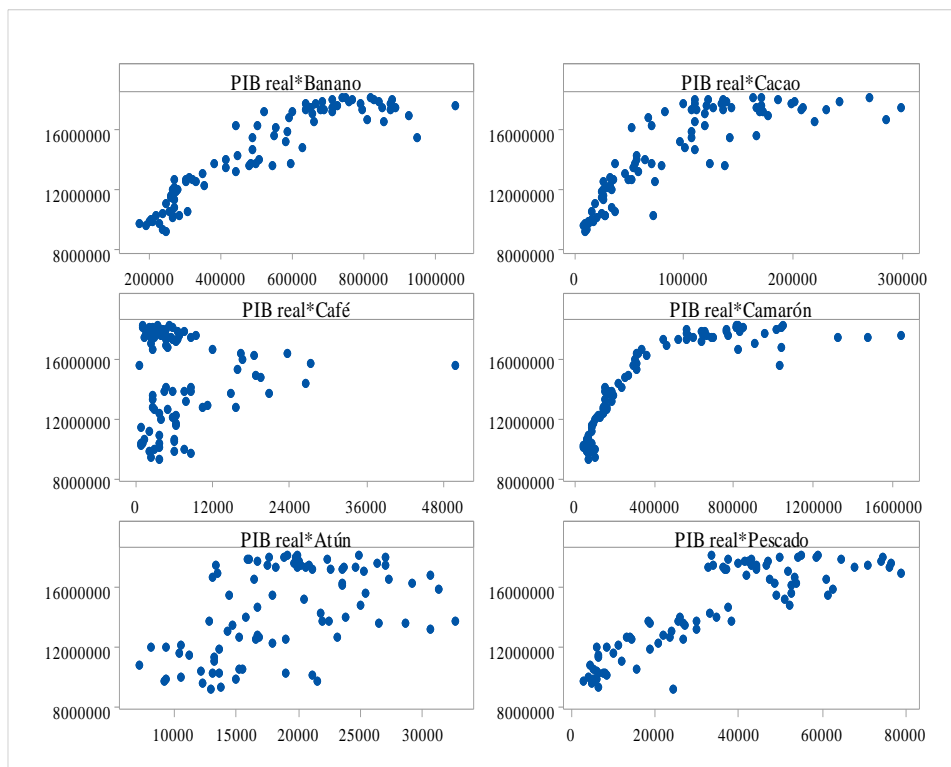 PIB real*Banano
16000000
12000000
8000000
200000 400000 600000 800000 1000000
PIB real*Cacao
16000000
12000000
8000000
0 100000 200000 300000
PIB real*Café
16000000
12000000
8000000
0 12000 24000 36000 48000
PIB real*Camarón
16000000
12000000
8000000
0 400000 800000 1200000 1600000
PIB real*Atún
16000000
12000000
8000000
10000 15000 20000 25000 30000
PIB real*Pescado
16000000
12000000
8000000
0 20000 40000 60000 80000